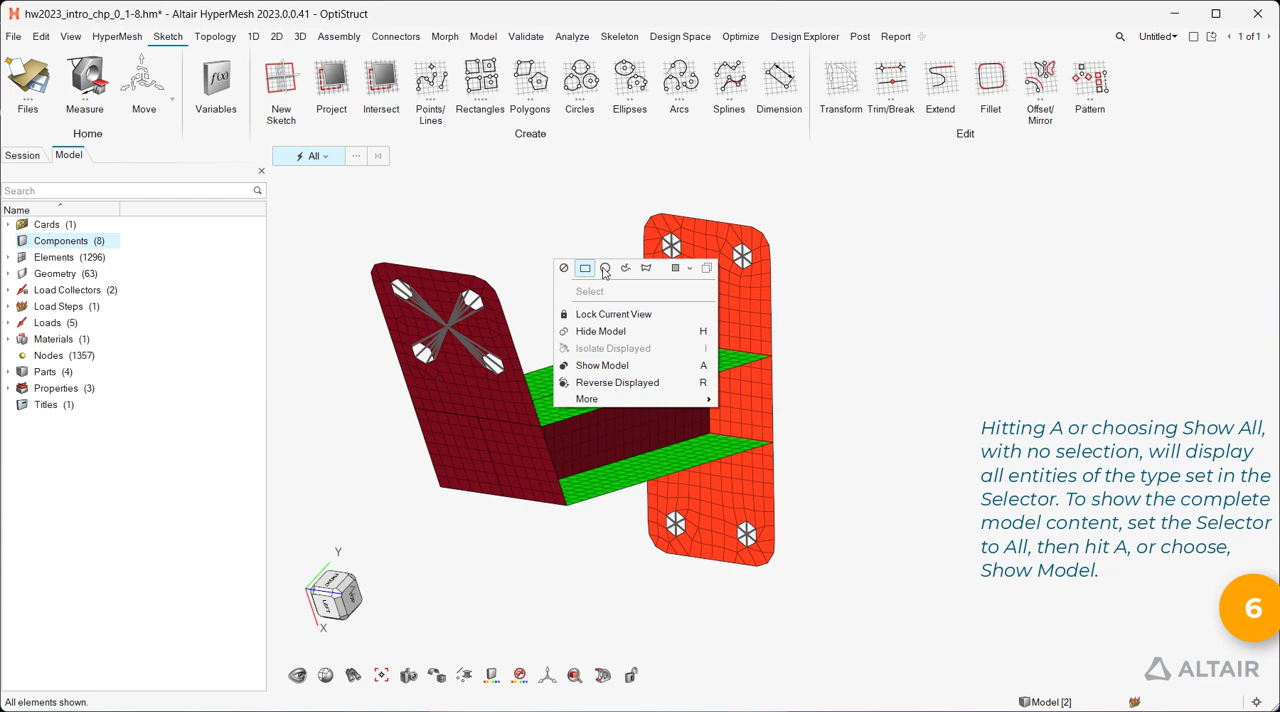 hw2023_intro_chp_0_1-8.hm* - Altair HyperMesh 2023.0.0.41 - OptiStruct
File Edit View HyperMesh Sketch Topology 1D 2D 3D Assembly Connectors Morph Model Validate Analyze Skeleton Design Space Optimize Design Explorer Post Report Untitled 1 of 1
Files Measure Move Variables New Sketch Project Intersect Points/Lines Rectangles Polygons Circles Ellipses Arcs Splines Dimension Transform Trim/Break Extend Fillet Offset/Mirror Pattern
Home Create Edit
Session Model
All
Search
Name
Cards (1)
Components (8)
Elements (1296)
Geometry (63)
Load Collectors (2)
Load Steps (1)
Loads (5)
Materials (1)
Nodes (1357)
Parts (4)
Properties (3)
Titles (1)
Select
Lock Current View
Hide Model H
Isolate Displayed I
Show Model A
Reverse Displayed R
More
Hitting A or choosing Show All,
with no selection, will display
all entities of the type set in the
Selector. To show the complete
model content, set the Selector
to All, then hit A, or choose,
Show Model.
6
Y
LEFT
X
ALTAIR
All elements shown.
Model [2]